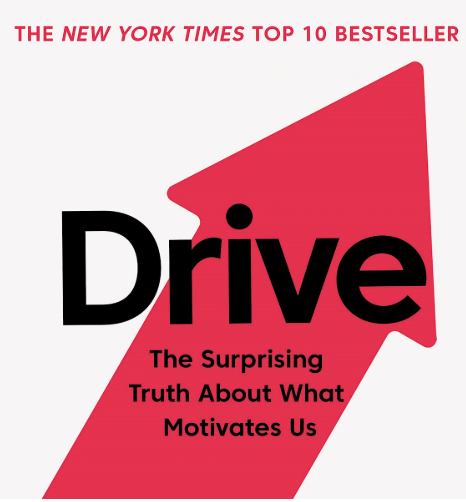 THE NEW YORK TIMES TOP 10 BESTSELLER
Drive
The Surprising
Truth About What
Motivates Us